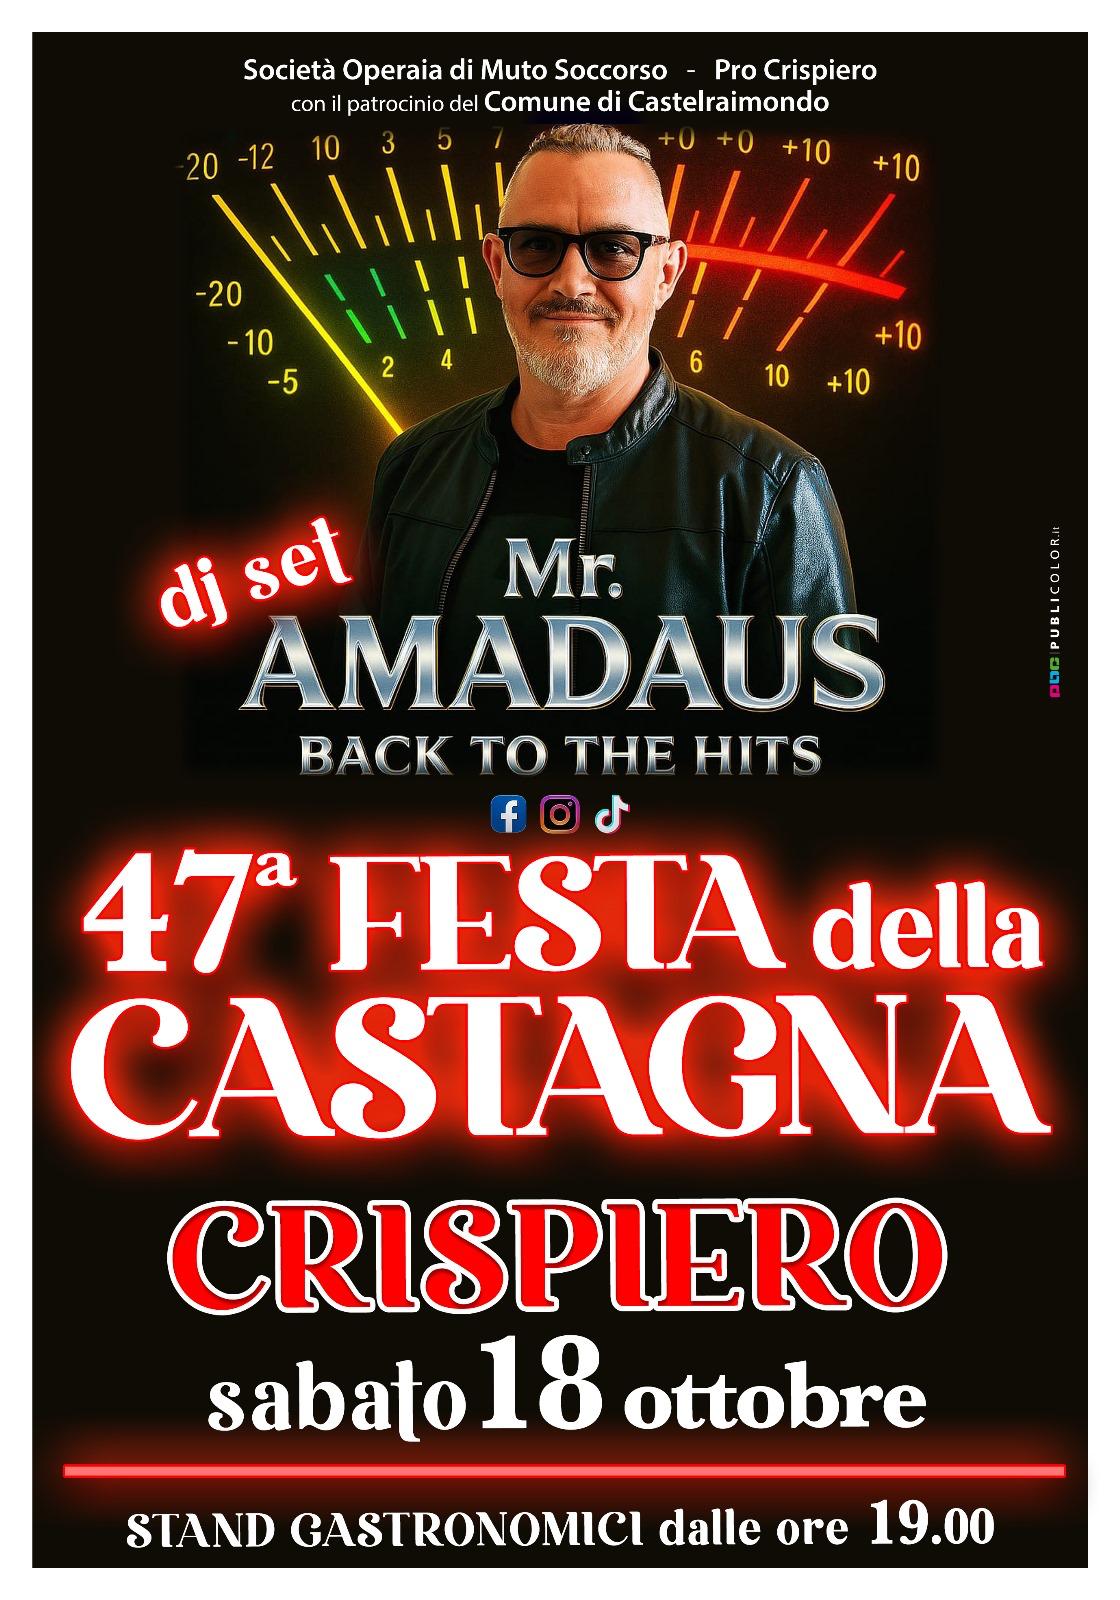 Società Operaia di Muto Soccorso - Pro Crispiero
con il patrocinio del Comune di Castelraimondo
-20 -12 10 3 5 7 +0 +0 +10 +10
-20
-10 +10
-5 2 4 6 10 +10
dj set
Mr.
AMADAUS
BACK TO THE HITS
pbc PUBLICOLOR.it
47ª FESTA della
CASTAGNA
CRISPIERO
sabato 18 ottobre
STAND GASTRONOMICI dalle ore 19.00